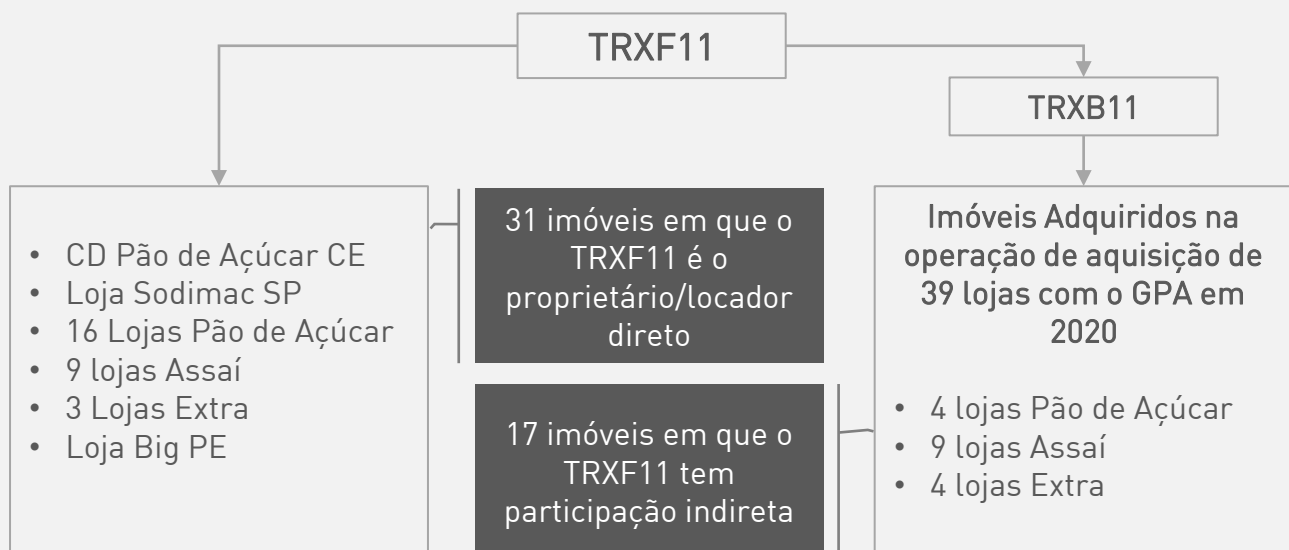 TRXF11
TRXB11
• CD Pão de Açúcar CE
• Loja Sodimac SP
• 16 Lojas Pão de Açúcar
• 9 lojas Assaí
• 3 Lojas Extra
• Loja Big PE
31 imóveis em que o
TRXF11 é o
proprietário/locador
direto
17 imóveis em que o
TRXF11 tem
participação indireta
Imóveis Adquiridos na
operação de aquisição de
39 lojas com o GPA em
2020
• 4 lojas Pão de Açúcar
• 9 lojas Assaí
• 4 lojas Extra